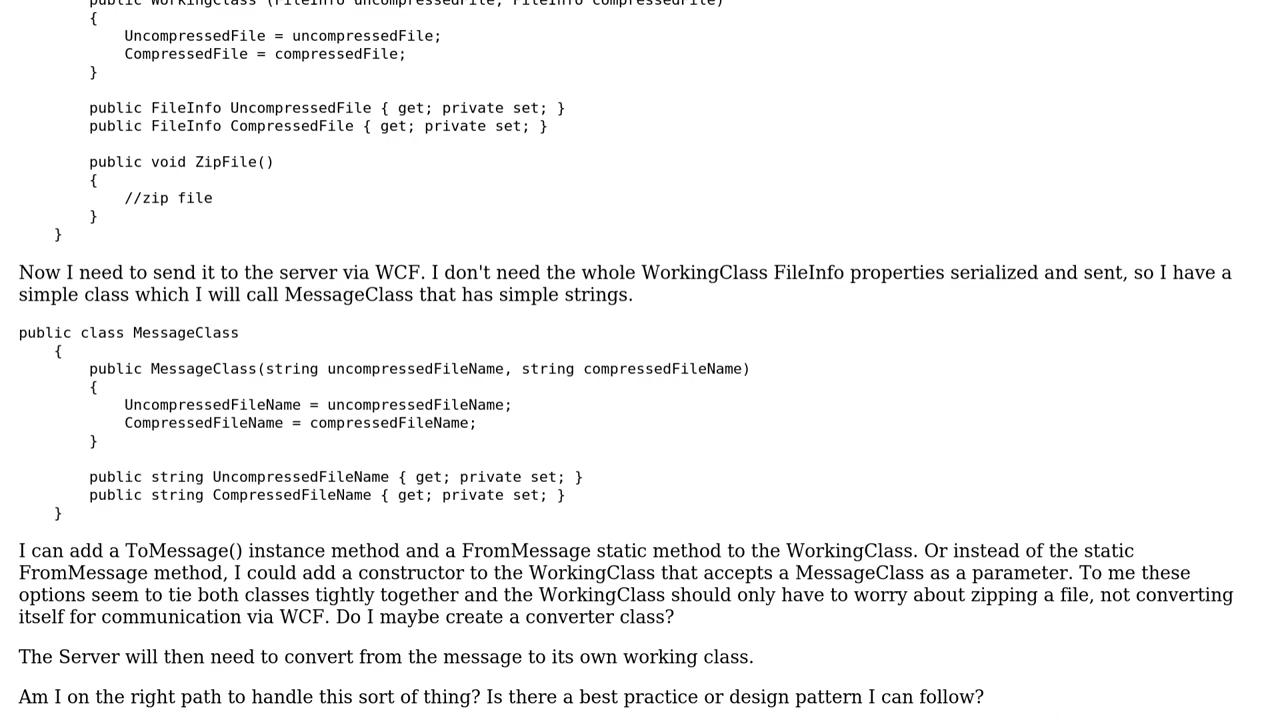 public WorkingClass (FileInfo uncompressedFile, FileInfo compressedFile)
{
UncompressedFile = uncompressedFile;
CompressedFile = compressedFile;
}
public FileInfo UncompressedFile { get; private set; }
public FileInfo CompressedFile { get; private set; }
public void ZipFile()
{
//zip file
}
}
Now I need to send it to the server via WCF. I don't need the whole WorkingClass FileInfo properties serialized and sent, so I have a
simple class which I will call MessageClass that has simple strings.
public class MessageClass
{
public MessageClass(string uncompressedFileName, string compressedFileName)
{
UncompressedFileName = uncompressedFileName;
CompressedFileName = compressedFileName;
}
public string UncompressedFileName { get; private set; }
public string CompressedFileName { get; private set; }
}
I can add a ToMessage() instance method and a FromMessage static method to the WorkingClass. Or instead of the static
FromMessage method, I could add a constructor to the WorkingClass that accepts a MessageClass as a parameter. To me these
options seem to tie both classes tightly together and the WorkingClass should only have to worry about zipping a file, not converting
itself for communication via WCF. Do I maybe create a converter class?
The Server will then need to convert from the message to its own working class.
Am I on the right path to handle this sort of thing? Is there a best practice or design pattern I can follow?